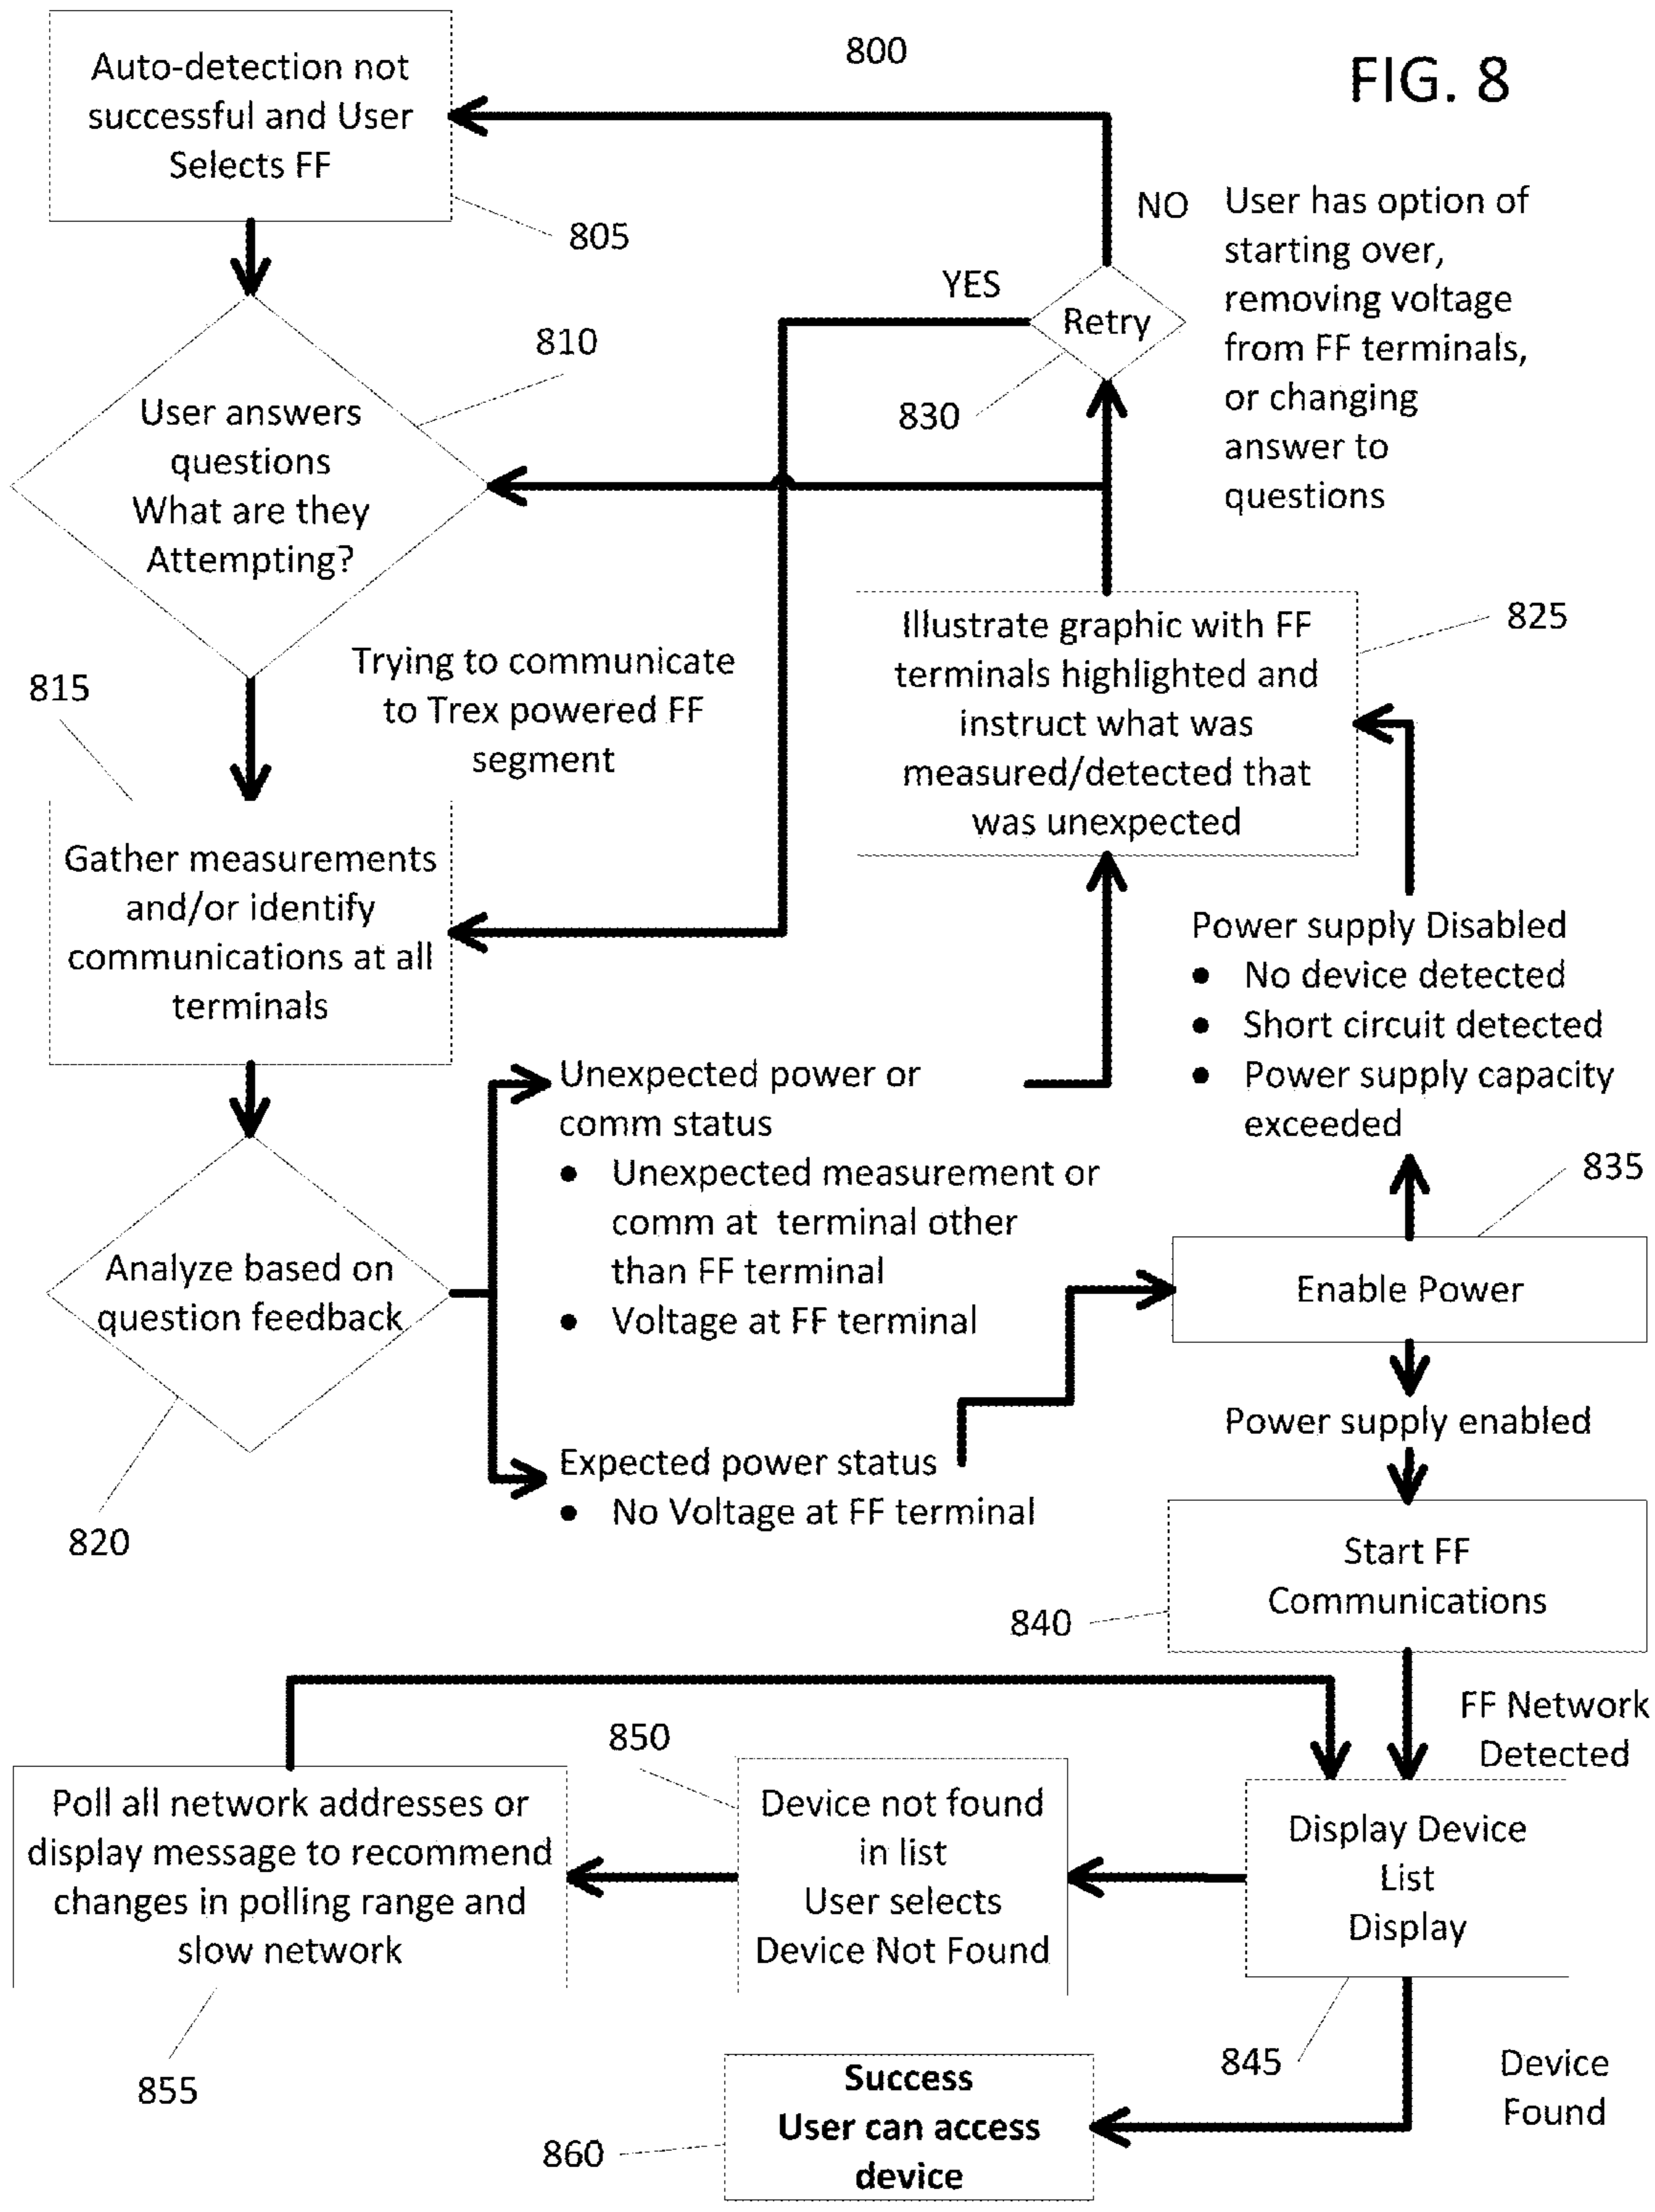 800
FIG. 8
Auto-detection not
successful and User
Selects FF
805
NO
User has option of
starting over,
removing voltage
from FF terminals,
or changing
answer to
questions
YES
Retry
830
810
User answers
questions
What are they
Attempting?
Trying to communicate
to Trex powered FF
segment
815
Illustrate graphic with FF
terminals highlighted and
instruct what was
measured/detected that
was unexpected
825
Gather measurements
and/or identify
communications at all
terminals
Power supply Disabled
• No device detected
• Short circuit detected
• Power supply capacity
exceeded
Unexpected power or
comm status
• Unexpected measurement or
comm at terminal other
than FF terminal
• Voltage at FF terminal
835
Analyze based on
question feedback
820
Enable Power
Power supply enabled
Expected power status
• No Voltage at FF terminal
Start FF
Communications
840
FF Network
Detected
850
Poll all network addresses or
display message to recommend
changes in polling range and
slow network
855
Device not found
in list
User selects
Device Not Found
Display Device
List
Display
845
Device
Found
Success
User can access
device
860